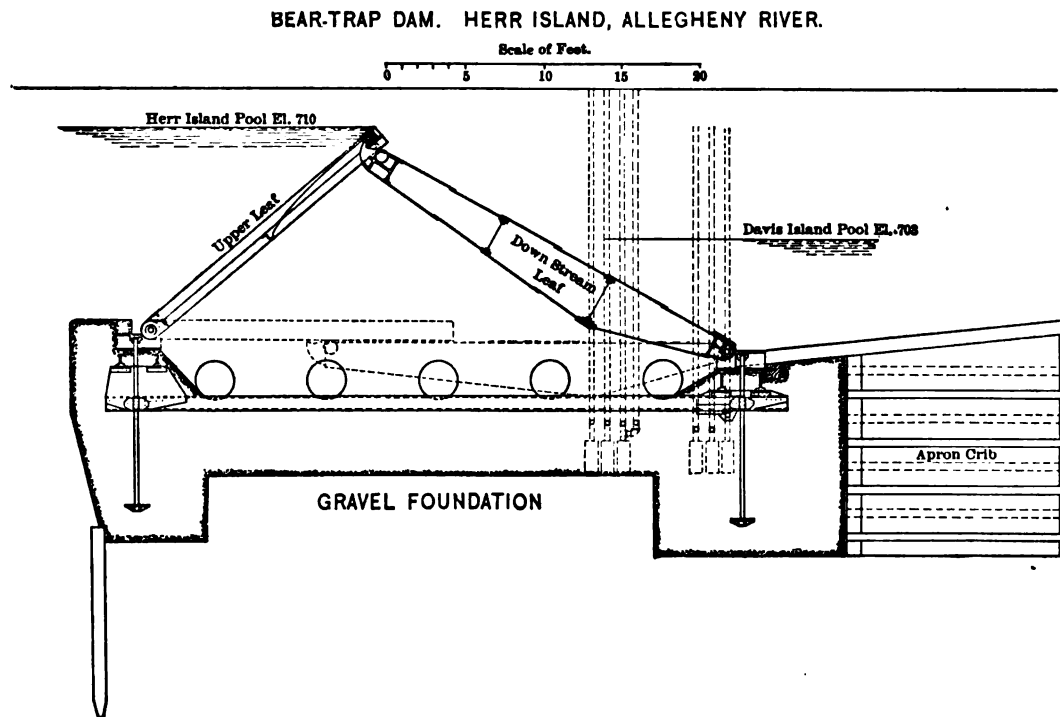 BEAR-TRAP DAM. HERR ISLAND, ALLEGHENY RIVER.
Scale of Feet.
0 5 10 15 20
Herr Island Pool El. 710
Upper Leaf
Down Stream
Leaf
Davis Island Pool El. 703
Apron Crib
GRAVEL FOUNDATION